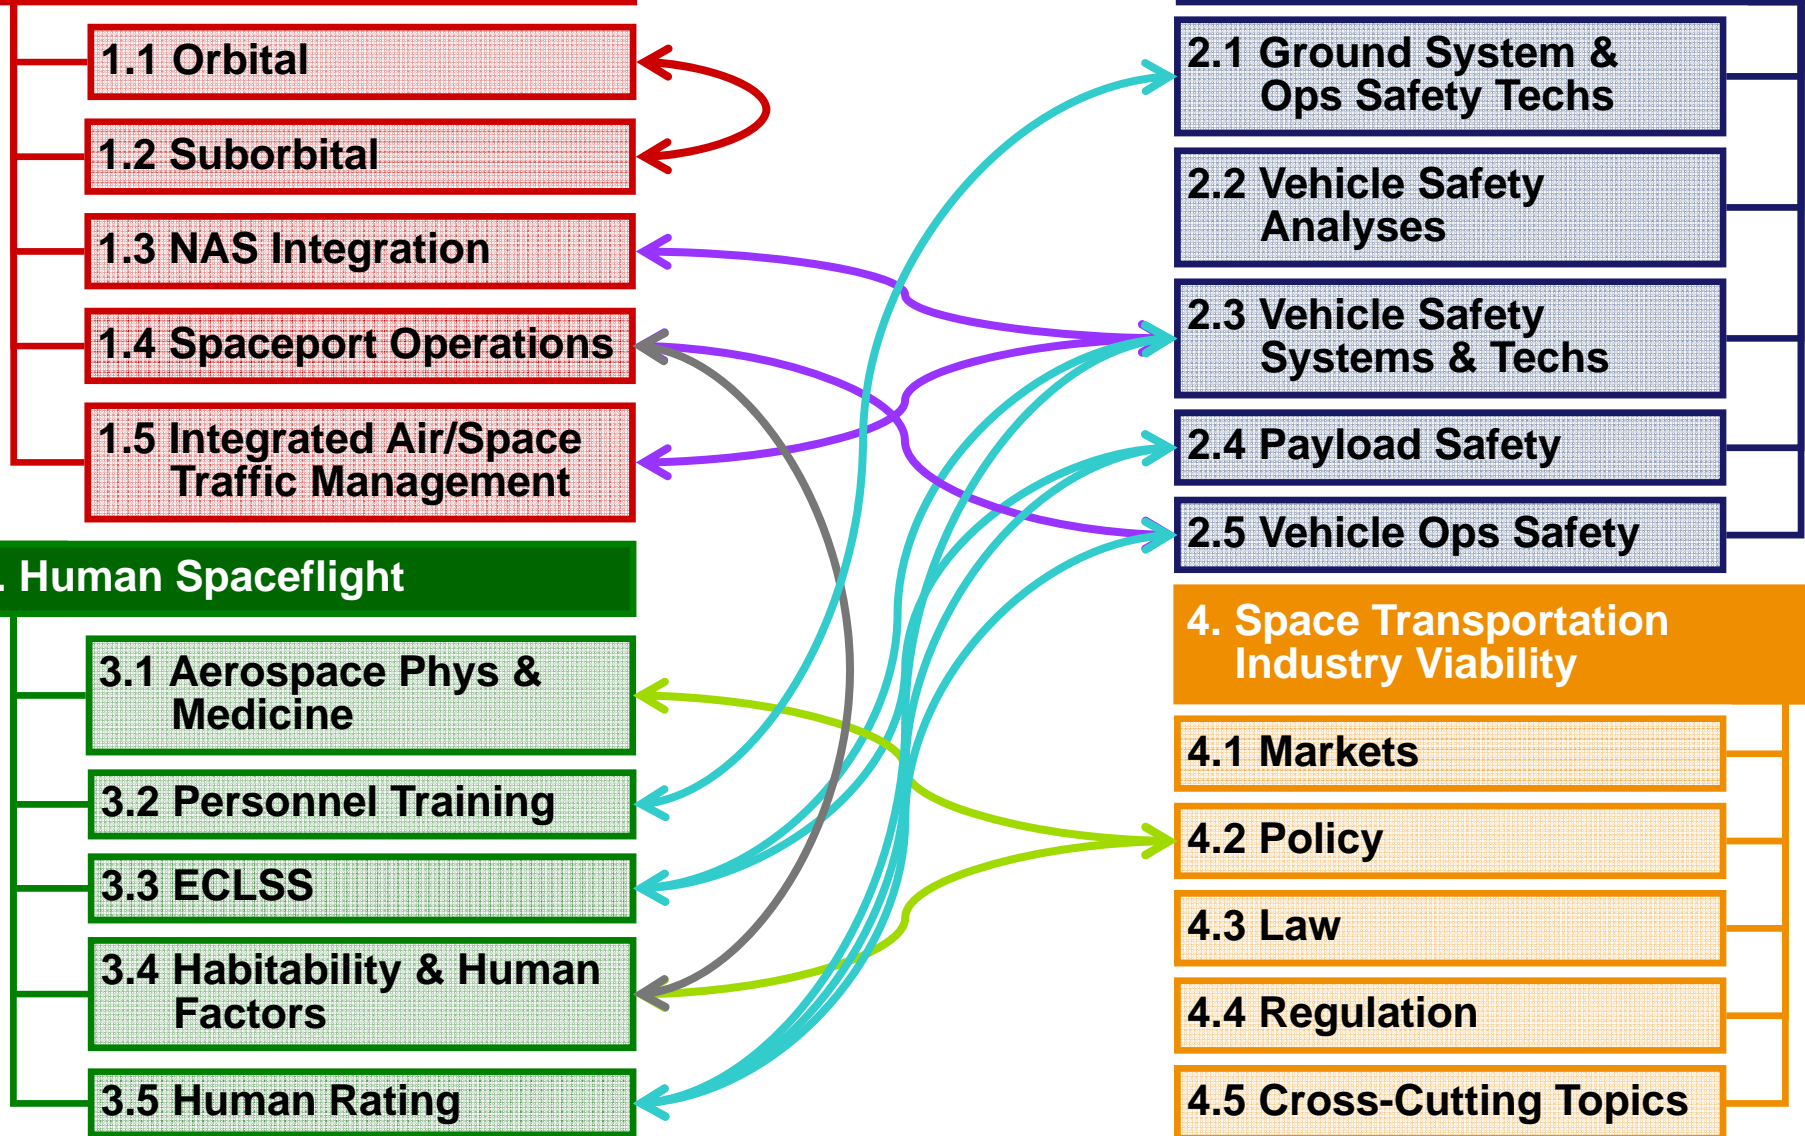 1.1 Orbital
1.2 Suborbital
1.3 NAS Integration
1.4 Spaceport Operations
1.5 Integrated Air/Space
Traffic Management
. Human Spaceflight
3.1 Aerospace Phys &
Medicine
3.2 Personnel Training
3.3 ECLSS
3.4 Habitability & Human
Factors
3.5 Human Rating
2.1 Ground System &
Ops Safety Techs
2.2 Vehicle Safety
Analyses
2.3 Vehicle Safety
Systems & Techs
2.4 Payload Safety
2.5 Vehicle Ops Safety
4. Space Transportation
Industry Viability
4.1 Markets
4.2 Policy
4.3 Law
4.4 Regulation
4.5 Cross-Cutting Topics